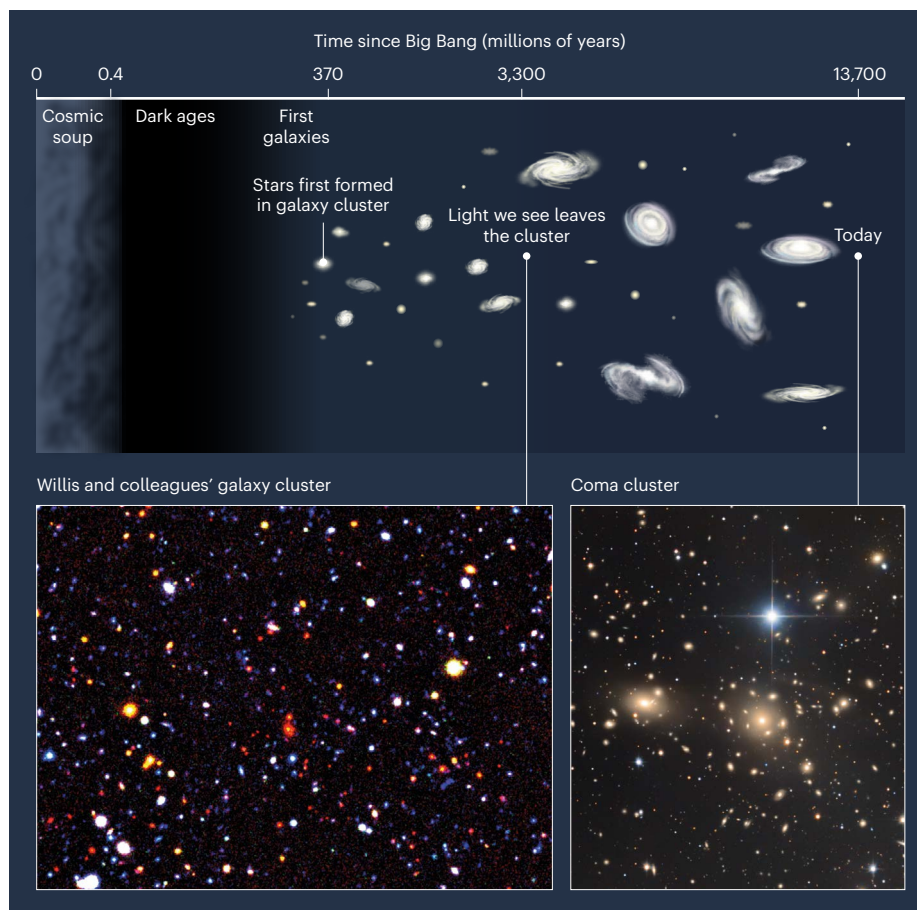 Time since Big Bang (millions of years)
0 0.4 370 3,300 13,700
Cosmic
soup
Dark ages
First
galaxies
Stars first formed
in galaxy cluster
Light we see leaves
the cluster
Today
Willis and colleagues’ galaxy cluster
Coma cluster